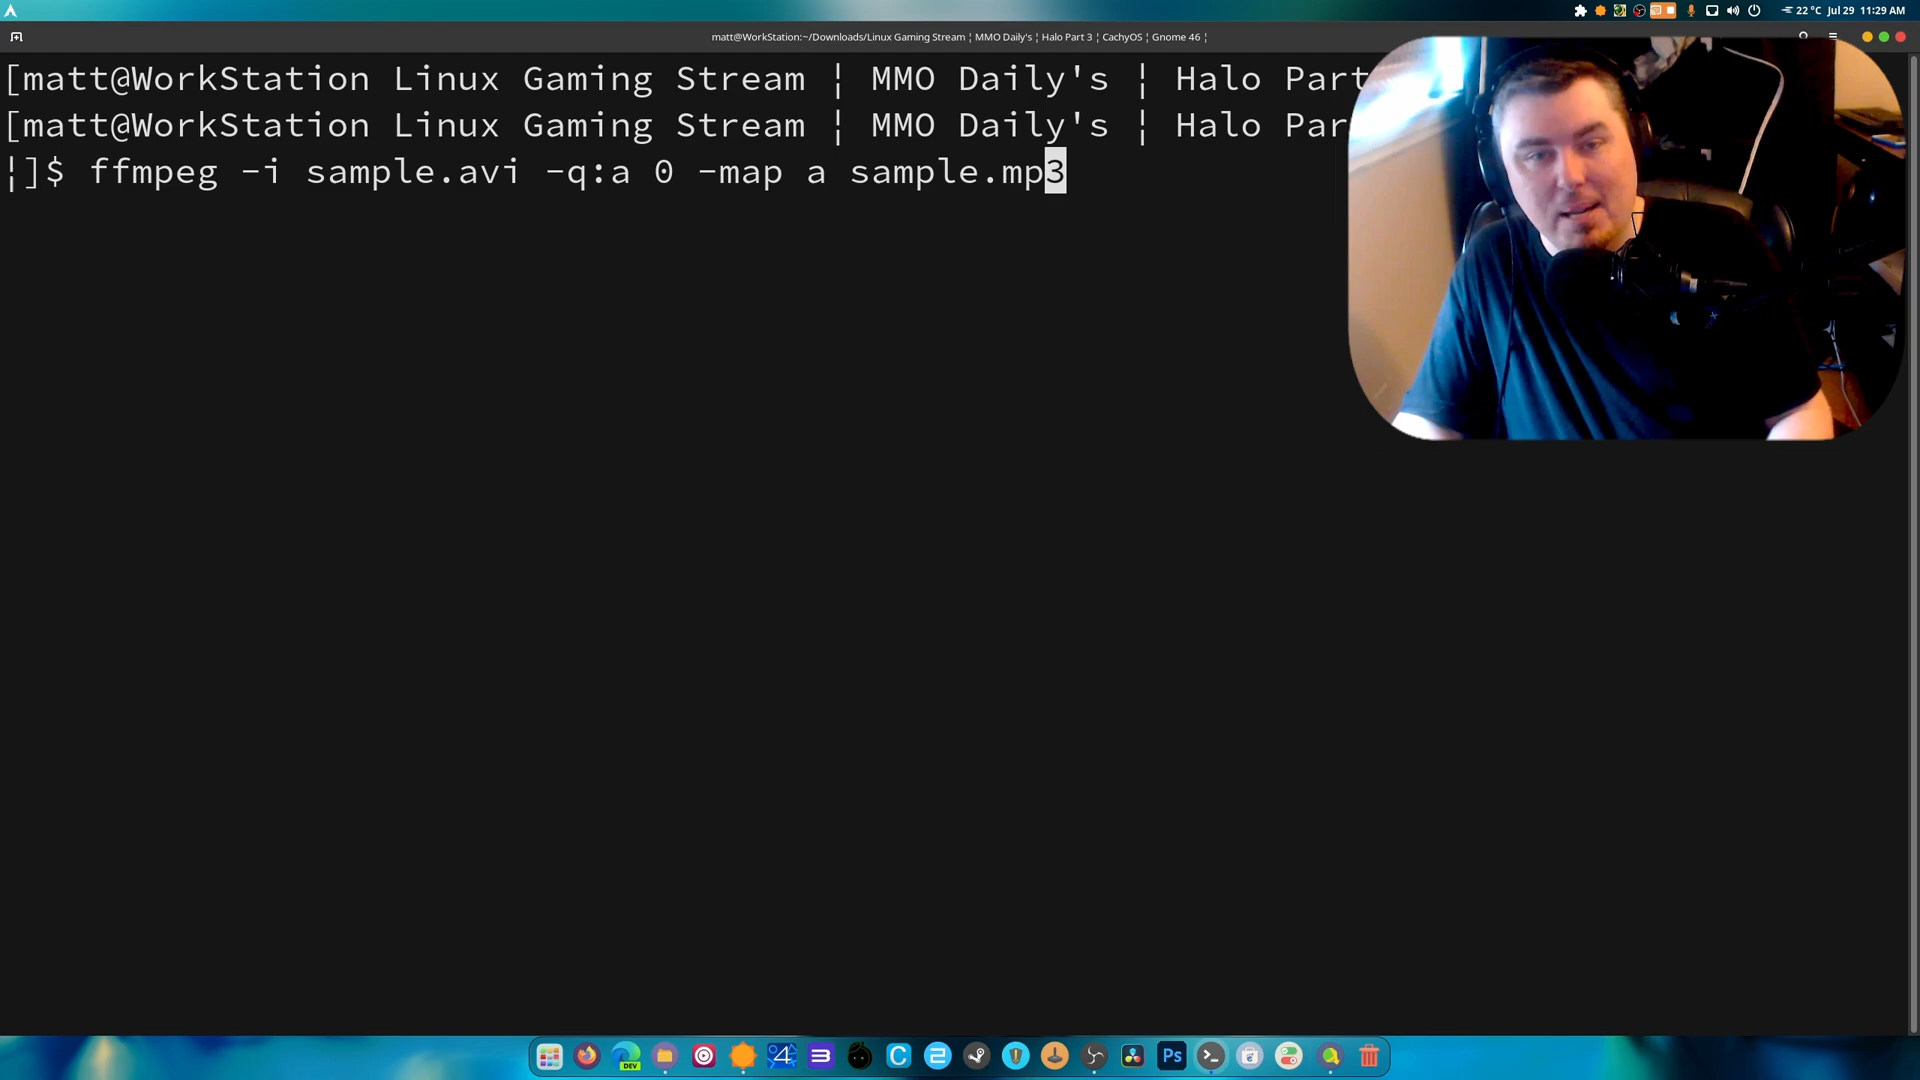 22 °C Jul 29 11:29 AM
matt@WorkStation:~/Downloads/Linux Gaming Stream ¦ MMO Daily's ¦ Halo Part 3 ¦ CachyOS ¦ Gnome 46 ¦
[matt@WorkStation Linux Gaming Stream ¦ MMO Daily's ¦ Halo Part
[matt@WorkStation Linux Gaming Stream ¦ MMO Daily's ¦ Halo Par
¦]$ ffmpeg -i sample.avi -q:a 0 -map a sample.mp3
DEV
Ps